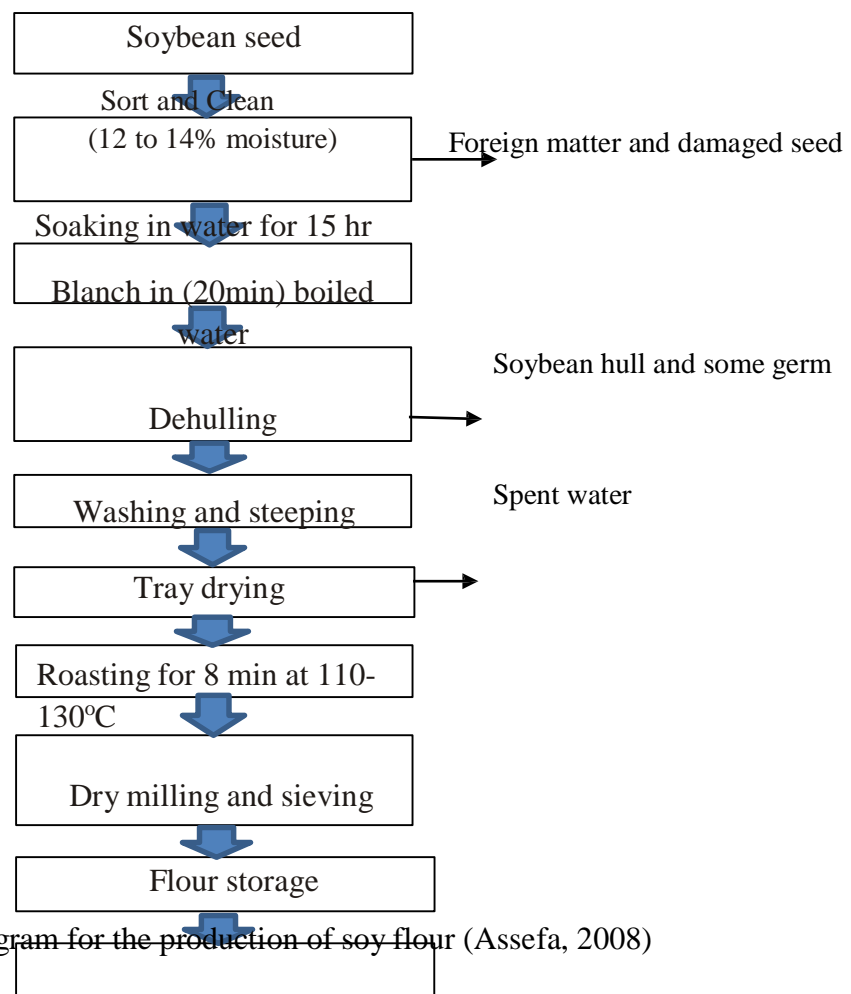 Soybean seed
Sort and Clean
(12 to 14% moisture)
Foreign matter and damaged seed
Soaking in water for 15 hr
Blanch in (20min) boiled
water
Soybean hull and some germ
Dehulling
Spent water
Washing and steeping
Tray drying
Roasting for 8 min at 110-
130ºC
Dry milling and sieving
Flour storage
gram for the production of soy flour (Assefa, 2008)